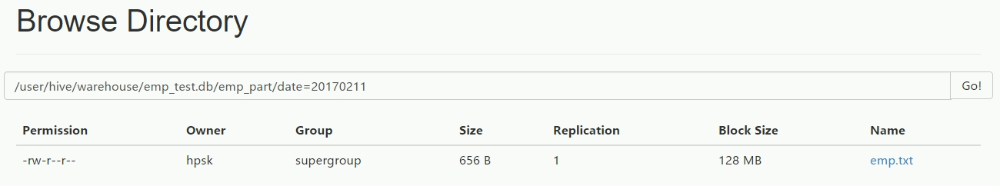 Browse Directory
/user/hive/warehouse/emp_test.db/emp_part/date=20170211 Go!
Permission Owner Group Size Replication Block Size Name
-rw-r--r-- hpsk supergroup 656 B 1 128 MB emp.txt